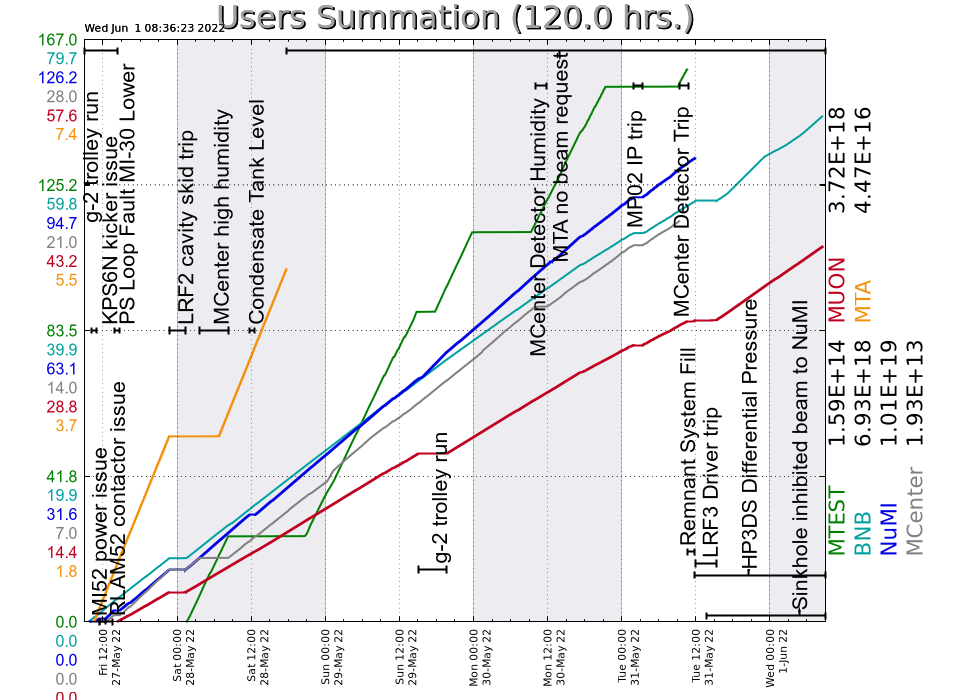 Users Summation (120.0 hrs.)
Wed Jun 1 08:36:23 2022
167.0
79.7
126.2
28.0
57.6
7.4
125.2
59.8
94.7
21.0
43.2
5.5
83.5
39.9
63.1
14.0
28.8
3.7
41.8
19.9
31.6
7.0
14.4
1.8
0.0
0.0
0.0
0.0
0.0
g-2 trolley run
KPS6N kicker issue
PS Loop Fault MI-30 Lower
LRF2 cavity skid trip
MCenter high humidity
Condensate Tank Level
MCenter Detector Humidity
MTA no beam request
MP02 IP trip
MCenter Detector Trip
MI52 power issue
RLAM52 contactor issue
g-2 trolley run
Remnant System Fill
LRF3 Driver trip
HP3DS Differential Pressure
Sinkhole inhibited beam to NuMI
Fri 12:00
27-May 22
Sat 00:00
28-May 22
Sat 12:00
28-May 22
Sun 00:00
29-May 22
Sun 12:00
29-May 22
Mon 00:00
30-May 22
Mon 12:00
30-May 22
Tue 00:00
31-May 22
Tue 12:00
31-May 22
Wed 00:00
1-Jun 22
MTEST 1.59E+14 MUON 3.72E+18
BNB 6.93E+18 MTA 4.47E+16
NuMI 1.01E+19
MCenter 1.93E+13